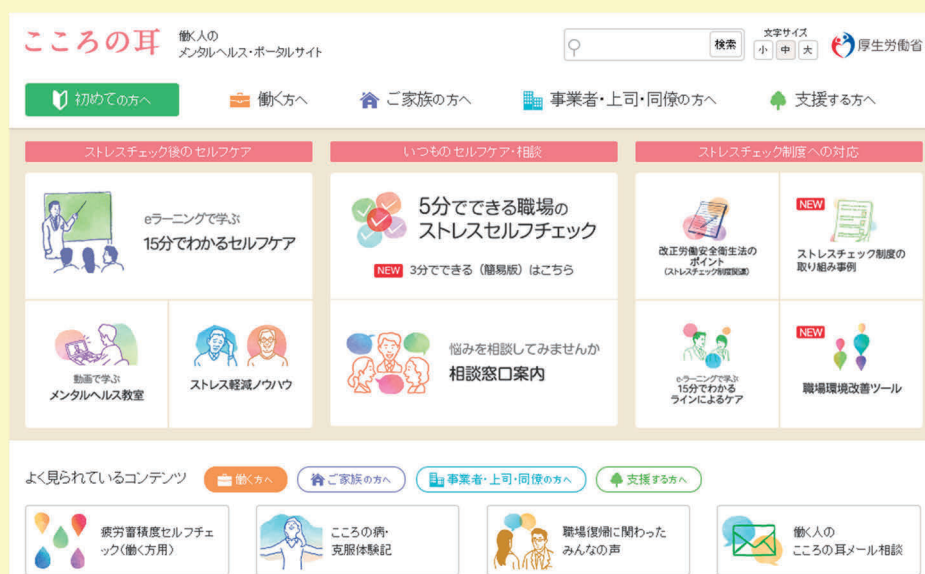 こころの耳
働く人の
メンタルヘルス・ポータルサイト
検索
文字サイズ
小 中 大
厚生労働省
初めての方へ
働く方へ
ご家族の方へ
事業者・上司・同僚の方へ
支援する方へ
ストレスチェック後のセルフケア
いつものセルフケア・相談
ストレスチェック制度への対応
eラーニングで学ぶ
15分でわかるセルフケア
動画で学ぶ
メンタルヘルス教室
ストレス軽減ノウハウ
5分でできる職場の
ストレスセルフチェック
NEW 3分でできる（簡易版）はこちら
悩みを相談してみませんか
相談窓口案内
改正労働安全衛生法の
ポイント
（ストレスチェック制度関連）
NEW
ストレスチェック制度の
取り組み事例
eラーニングで学ぶ
15分でわかる
ラインによるケア
NEW
職場環境改善ツール
よく見られているコンテンツ
働く方へ
ご家族の方へ
事業者・上司・同僚の方へ
支援する方へ
疲労蓄積度セルフチェ
ック(働く方用)
こころの病・
克服体験記
職場復帰に関わった
みんなの声
働く人の
こころの耳メール相談